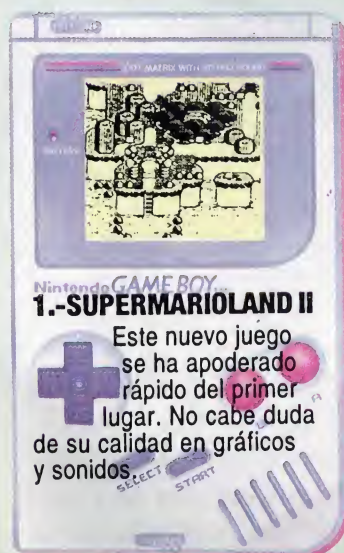 DOT MATRIX WITH STEREO SOUND
Nintendo GAME BOY
1.-SUPERMARIOLAND II
Este nuevo juego
se ha apoderado
rápido del primer
lugar. No cabe duda
de su calidad en gráficos
y sonidos.
A
SELECT
START